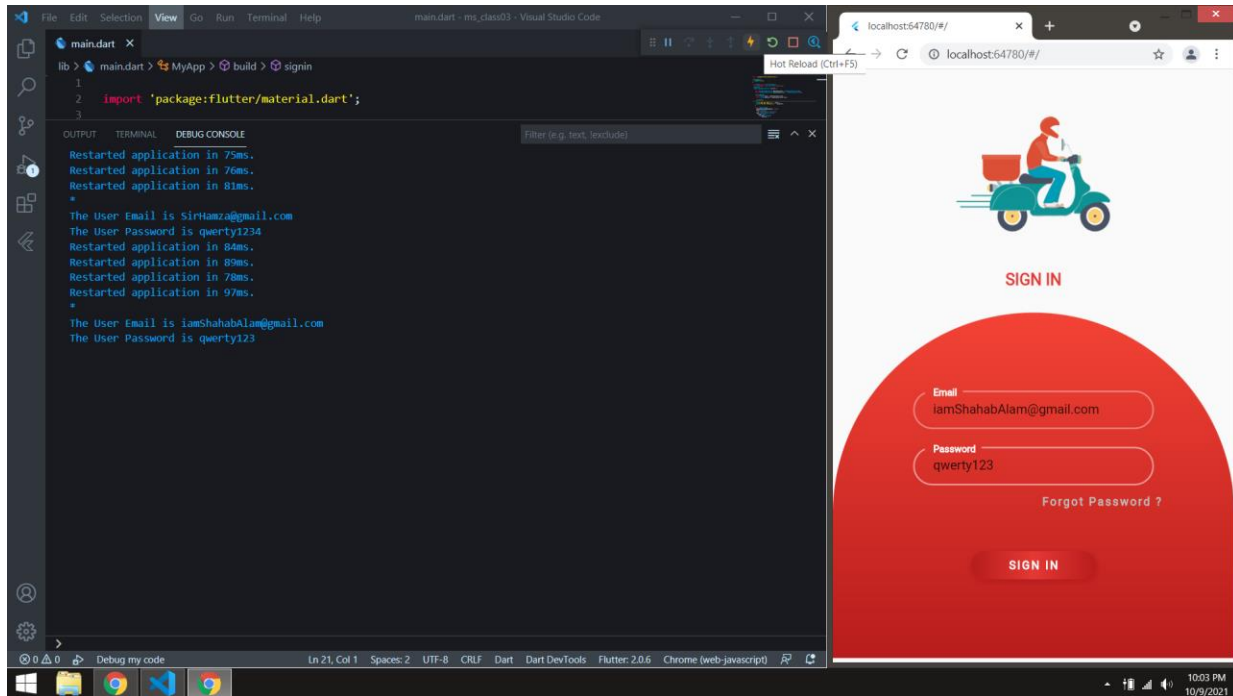 File Edit Selection View Go Run Terminal Help main.dart - ms_class03 - Visual Studio Code
main.dart
lib > main.dart > MyApp > build > signin
Hot Reload (Ctrl+F5)
1
2 import 'package:flutter/material.dart';
3
OUTPUT TERMINAL DEBUG CONSOLE Filter (e.g. text, !exclude)
Restarted application in 75ms.
Restarted application in 76ms.
Restarted application in 81ms.
*
The User Email is SirHamza@gmail.com
The User Password is qwerty1234
Restarted application in 84ms.
Restarted application in 89ms.
Restarted application in 78ms.
Restarted application in 97ms.
*
The User Email is iamShahabAlam@gmail.com
The User Password is qwerty123
1
>
0 0 Debug my code Ln 21, Col 1 Spaces: 2 UTF-8 CRLF Dart Dart DevTools Flutter: 2.0.6 Chrome (web-javascript)
localhost:64780/#/
localhost:64780/#/
SIGN IN
Email
iamShahabAlam@gmail.com
Password
qwerty123
Forgot Password ?
SIGN IN
10:03 PM
10/9/2021